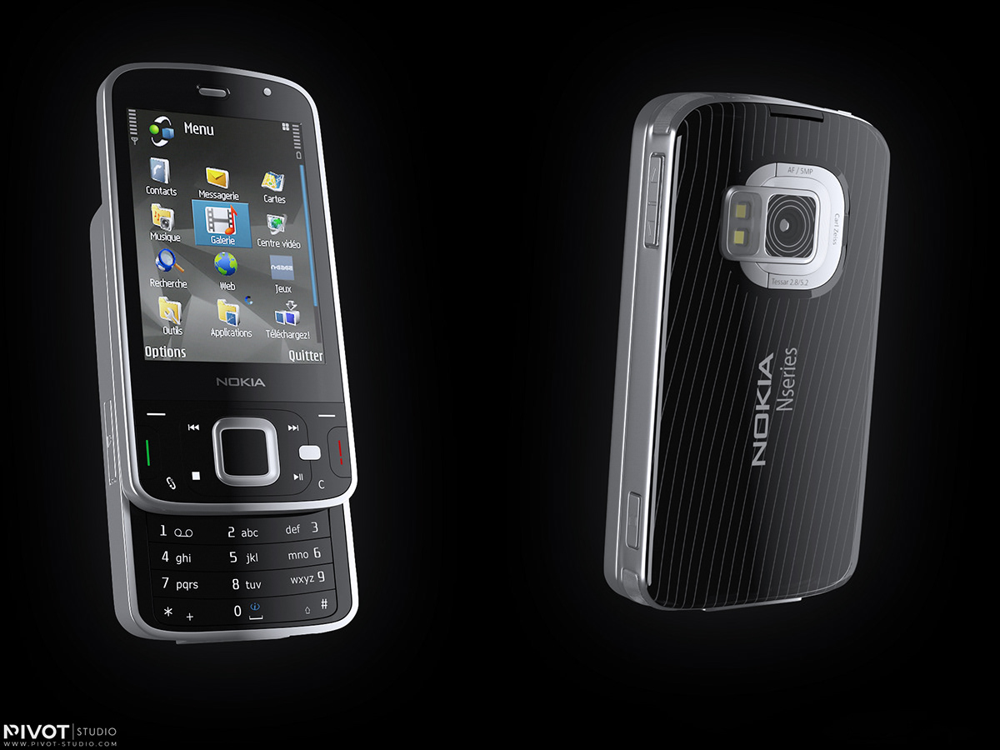 Menu
Contacts
Messagerie
Cartes
Musique
Galerie
Centre vidéo
Recherche
Web
Jeux
Outils
Applications
Téléchargez!
Options
Quitter
NOKIA
C
1
2 abc
def 3
4 ghi
5 jkl
mno 6
7 pqrs
8 tuv
wxyz 9
* +
0
#
AF / 5MP
Carl Zeiss
Tessar 2.8/5.2
NOKIA
Nseries
PIVOT STUDIO
WWW.PIVOT-STUDIO.COM